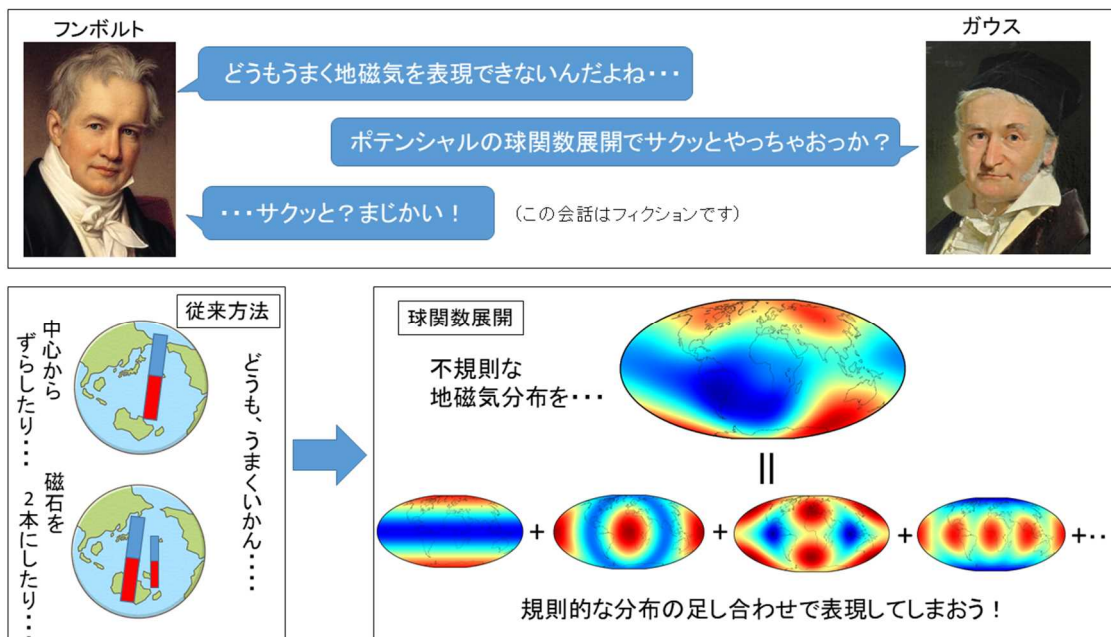 フンボルト
ガウス
どうもうまく地磁気を表現できないんだよね・・・
ポテンシャルの球関数展開でサクッとやっちゃおっか？
・・・サクッと？まじかい！
（この会話はフィクションです）
従来方法
中心から
ずらしたり・・・
磁石を
2本にしたり・・・
どうも、うまくいかん・・・・
球関数展開
不規則な
地磁気分布を・・・
=
+ + + +・・
規則的な分布の足し合わせで表現してしまおう！